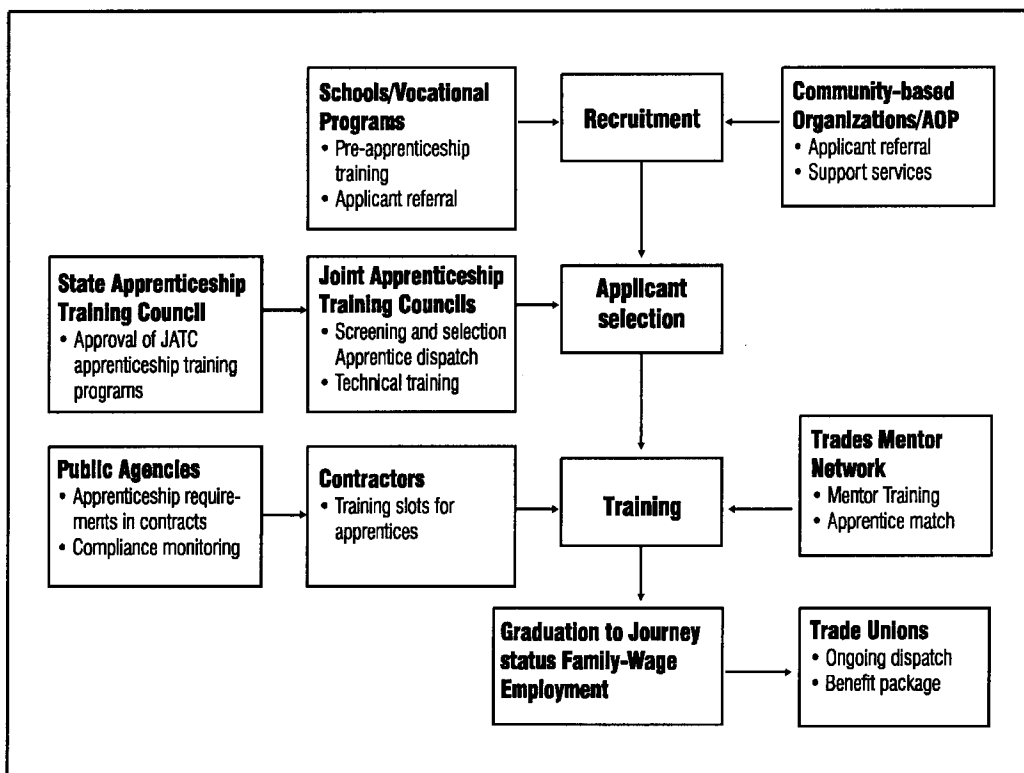 Schools/Vocational
Programs
• Pre-apprenticeship
training
• Applicant referral
Recruitment
Community-based
Organizations/AOP
• Applicant referral
• Support services
State Apprenticeship
Training Council
• Approval of JATC
apprenticeship training
programs
Joint Apprenticeship
Training Councils
• Screening and selection
Apprentice dispatch
• Technical training
Applicant
selection
Public Agencies
• Apprenticeship require-
ments in contracts
• Compliance monitoring
Contractors
• Training slots for
apprentices
Training
Trades Mentor
Network
• Mentor Training
• Apprentice match
Graduation to Journey
status Family-Wage
Employment
Trade Unions
• Ongoing dispatch
• Benefit package